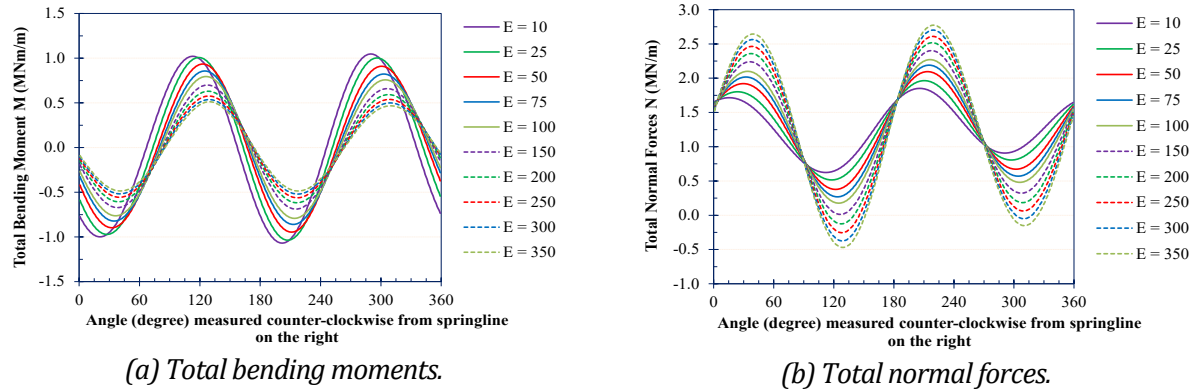 Total Bending Moment M (MNm/m)
1.5
1.0
0.5
0.0
-0.5
-1.0
-1.5
0 60 120 180 240 300 360
Angle (degree) measured counter-clockwise from springline
on the right
E = 10
E = 25
E = 50
E = 75
E = 100
E = 150
E = 200
E = 250
E = 300
E = 350
(a) Total bending moments.
Total Normal Forces N (MN/m)
3.0
2.5
2.0
1.5
1.0
0.5
0.0
-0.5
-1.0
0 60 120 180 240 300 360
Angle (degree) measured counter-clockwise from springline
on the right
E = 10
E = 25
E = 50
E = 75
E = 100
E = 150
E = 200
E = 250
E = 300
E = 350
(b) Total normal forces.